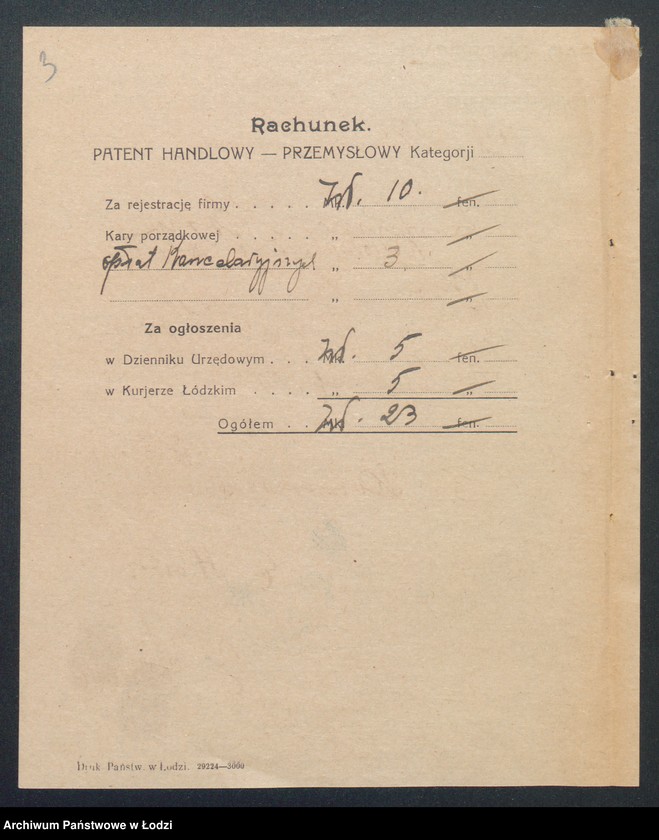 3
Rachunek.
PATENT HANDLOWY — PRZEMYSŁOWY Kategorji
Za rejestrację firmy . . . . . Zł. 10. fen.
Kary porządkowej . . . . . „ „
opłat Kancelaryjnych „ 3 „
„ „
Za ogłoszenia
w Dzienniku Urzędowym . . . Zł. 5 fen.
w Kurjerze Łódzkim . . . . „ 5 „
Ogółem . . Zł. 23 fen.
Druk Państw. w Łodzi. 20224—3000
Archiwum Państwowe w Łodzi